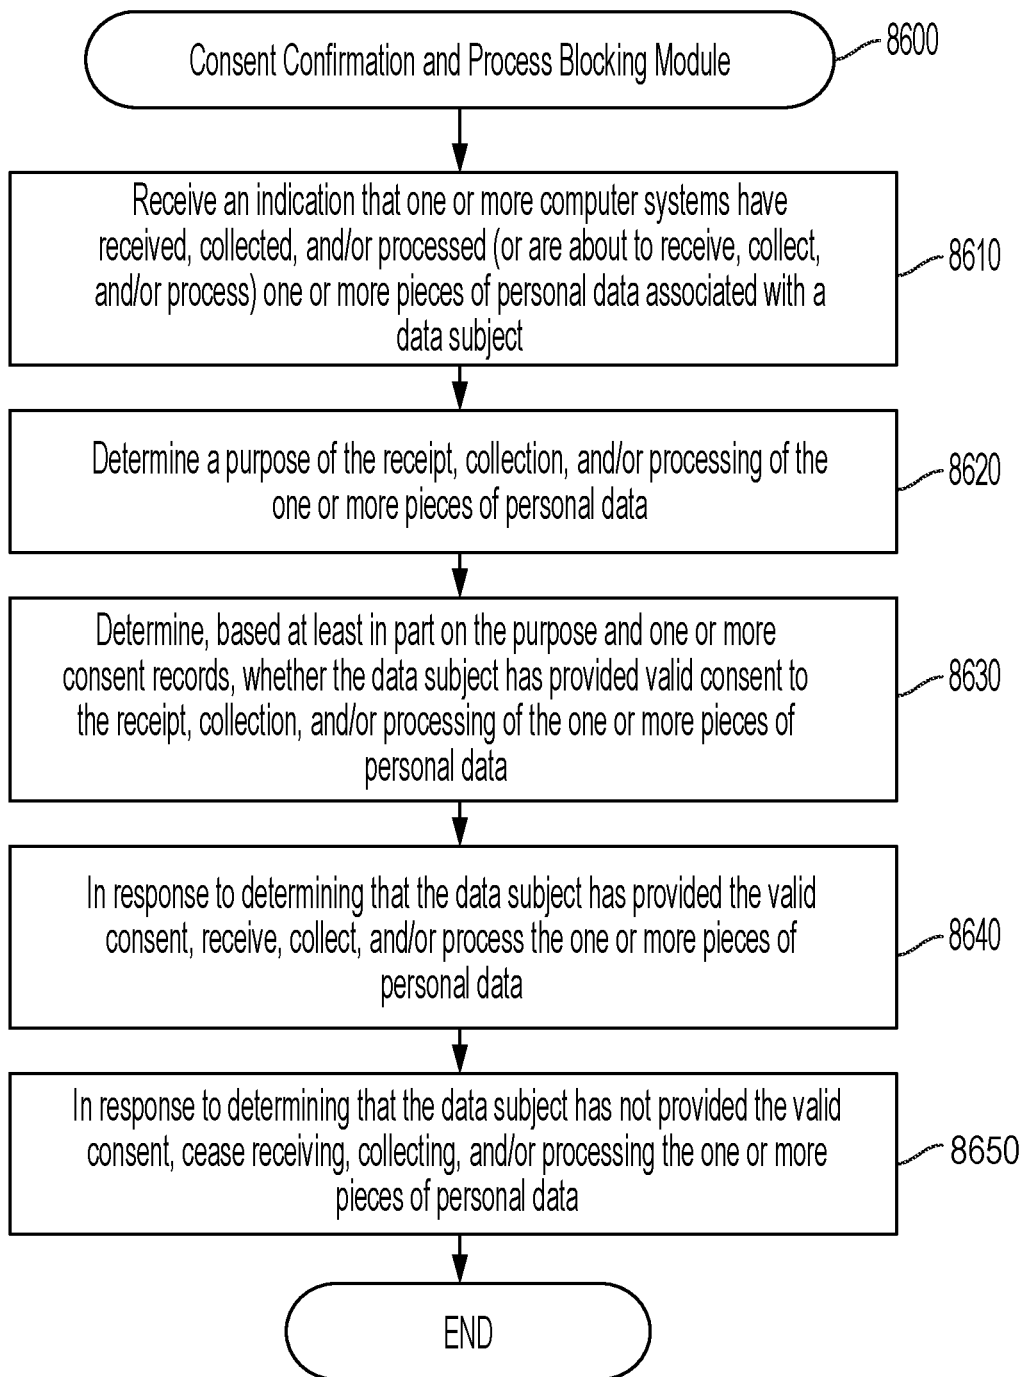 Consent Confirmation and Process Blocking Module
8600
Receive an indication that one or more computer systems have
received, collected, and/or processed (or are about to receive, collect,
and/or process) one or more pieces of personal data associated with a
data subject
8610
Determine a purpose of the receipt, collection, and/or processing of the
one or more pieces of personal data
8620
Determine, based at least in part on the purpose and one or more
consent records, whether the data subject has provided valid consent to
the receipt, collection, and/or processing of the one or more pieces of
personal data
8630
In response to determining that the data subject has provided the valid
consent, receive, collect, and/or process the one or more pieces of
personal data
8640
In response to determining that the data subject has not provided the valid
consent, cease receiving, collecting, and/or processing the one or more
pieces of personal data
8650
END